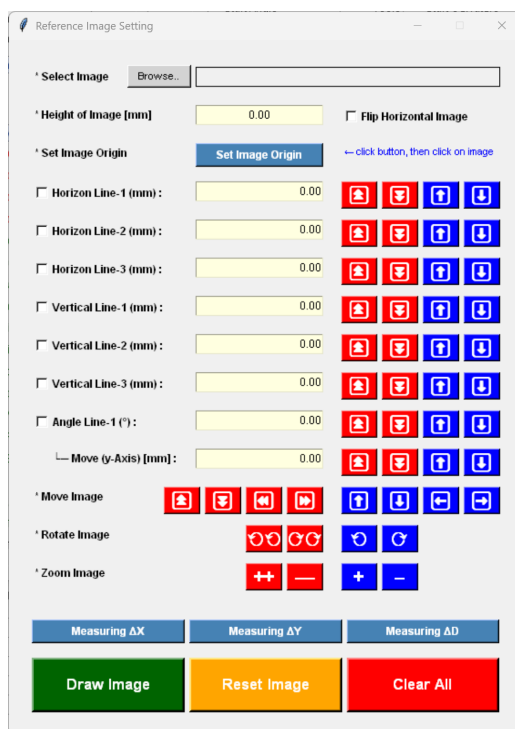 Reference Image Setting
* Select Image Browse..
* Height of Image [mm] 0.00 Flip Horizontal Image
* Set Image Origin Set Image Origin ← click button, then click on image
Horizon Line-1 (mm) : 0.00
Horizon Line-2 (mm) : 0.00
Horizon Line-3 (mm) : 0.00
Vertical Line-1 (mm) : 0.00
Vertical Line-2 (mm) : 0.00
Vertical Line-3 (mm) : 0.00
Angle Line-1 (°) : 0.00
└─ Move (y-Axis) [mm] : 0.00
* Move Image
* Rotate Image
* Zoom Image ++ — + −
Measuring ΔX Measuring ΔY Measuring ΔD
Draw Image Reset Image Clear All